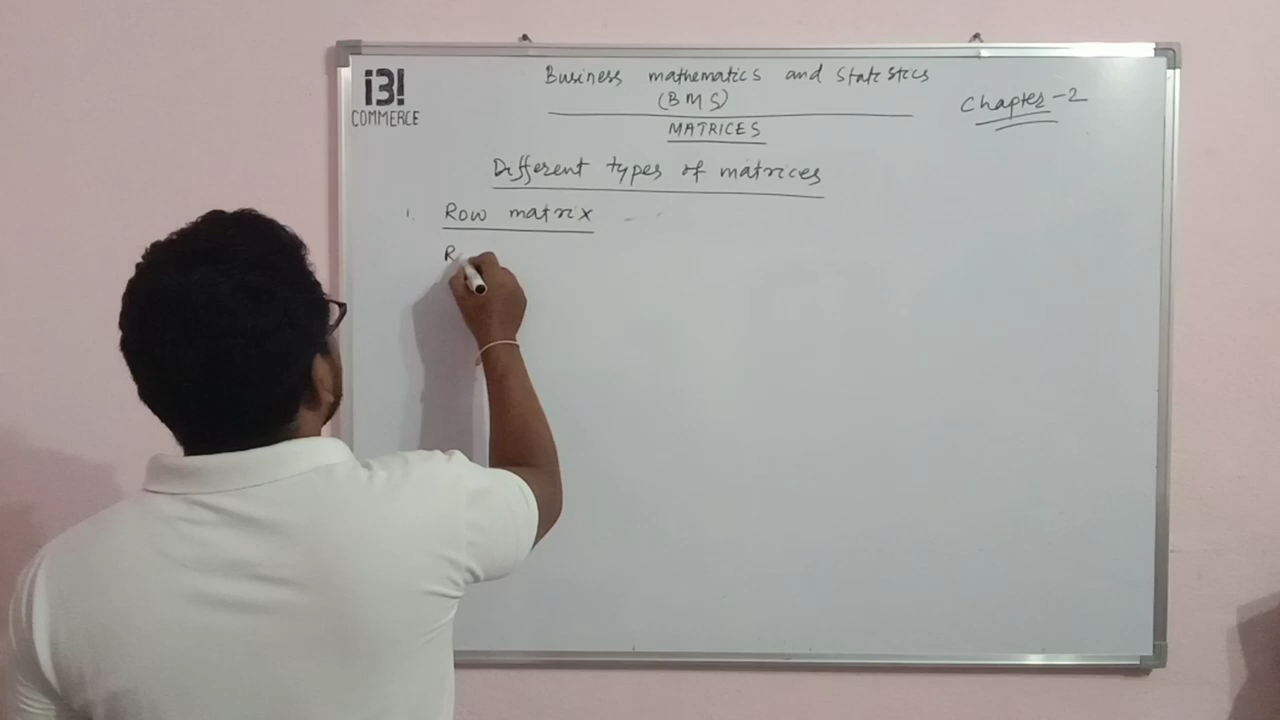 i3!
COMMERCE
Business mathematics and Statistics
(BMS)
Chapter-2
MATRICES
Different types of matrices
1. Row matrix
R